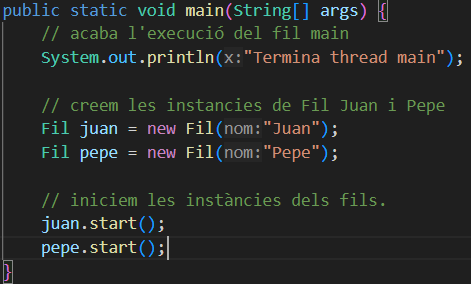 public static void main(String[] args) {
// acaba l'execució del fil main
System.out.println(x:"Termina thread main");
// creem les instancies de Fil Juan i Pepe
Fil juan = new Fil(nom:"Juan");
Fil pepe = new Fil(nom:"Pepe");
// iniciem les instàncies dels fils.
juan.start();
pepe.start();
}